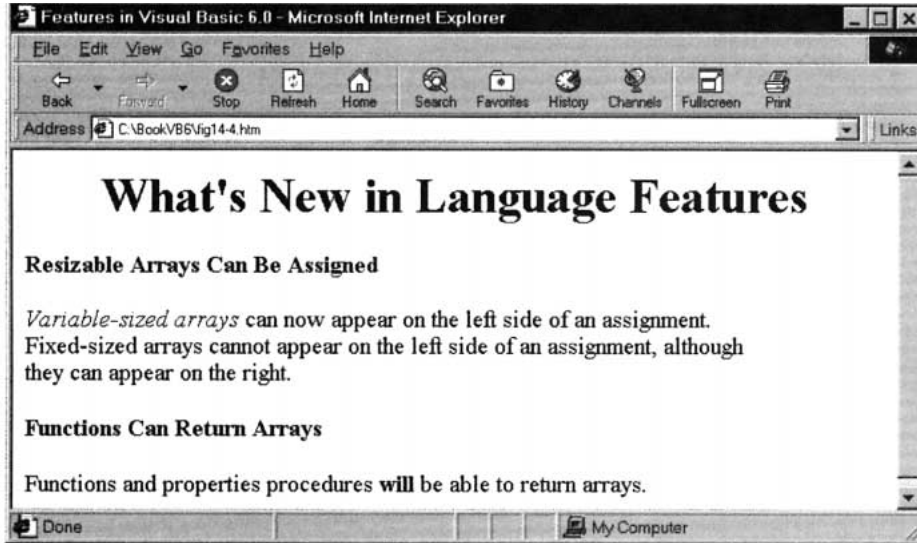 Features in Visual Basic 6.0 - Microsoft Internet Explorer
File Edit View Go Favorites Help
Back Forward Stop Refresh Home Search Favorites History Channels Fullscreen Print
Address C:\BookVB6\fig14-4.htm Links
What's New in Language Features
Resizable Arrays Can Be Assigned
Variable-sized arrays can now appear on the left side of an assignment.
Fixed-sized arrays cannot appear on the left side of an assignment, although
they can appear on the right.
Functions Can Return Arrays
Functions and properties procedures will be able to return arrays.
Done My Computer